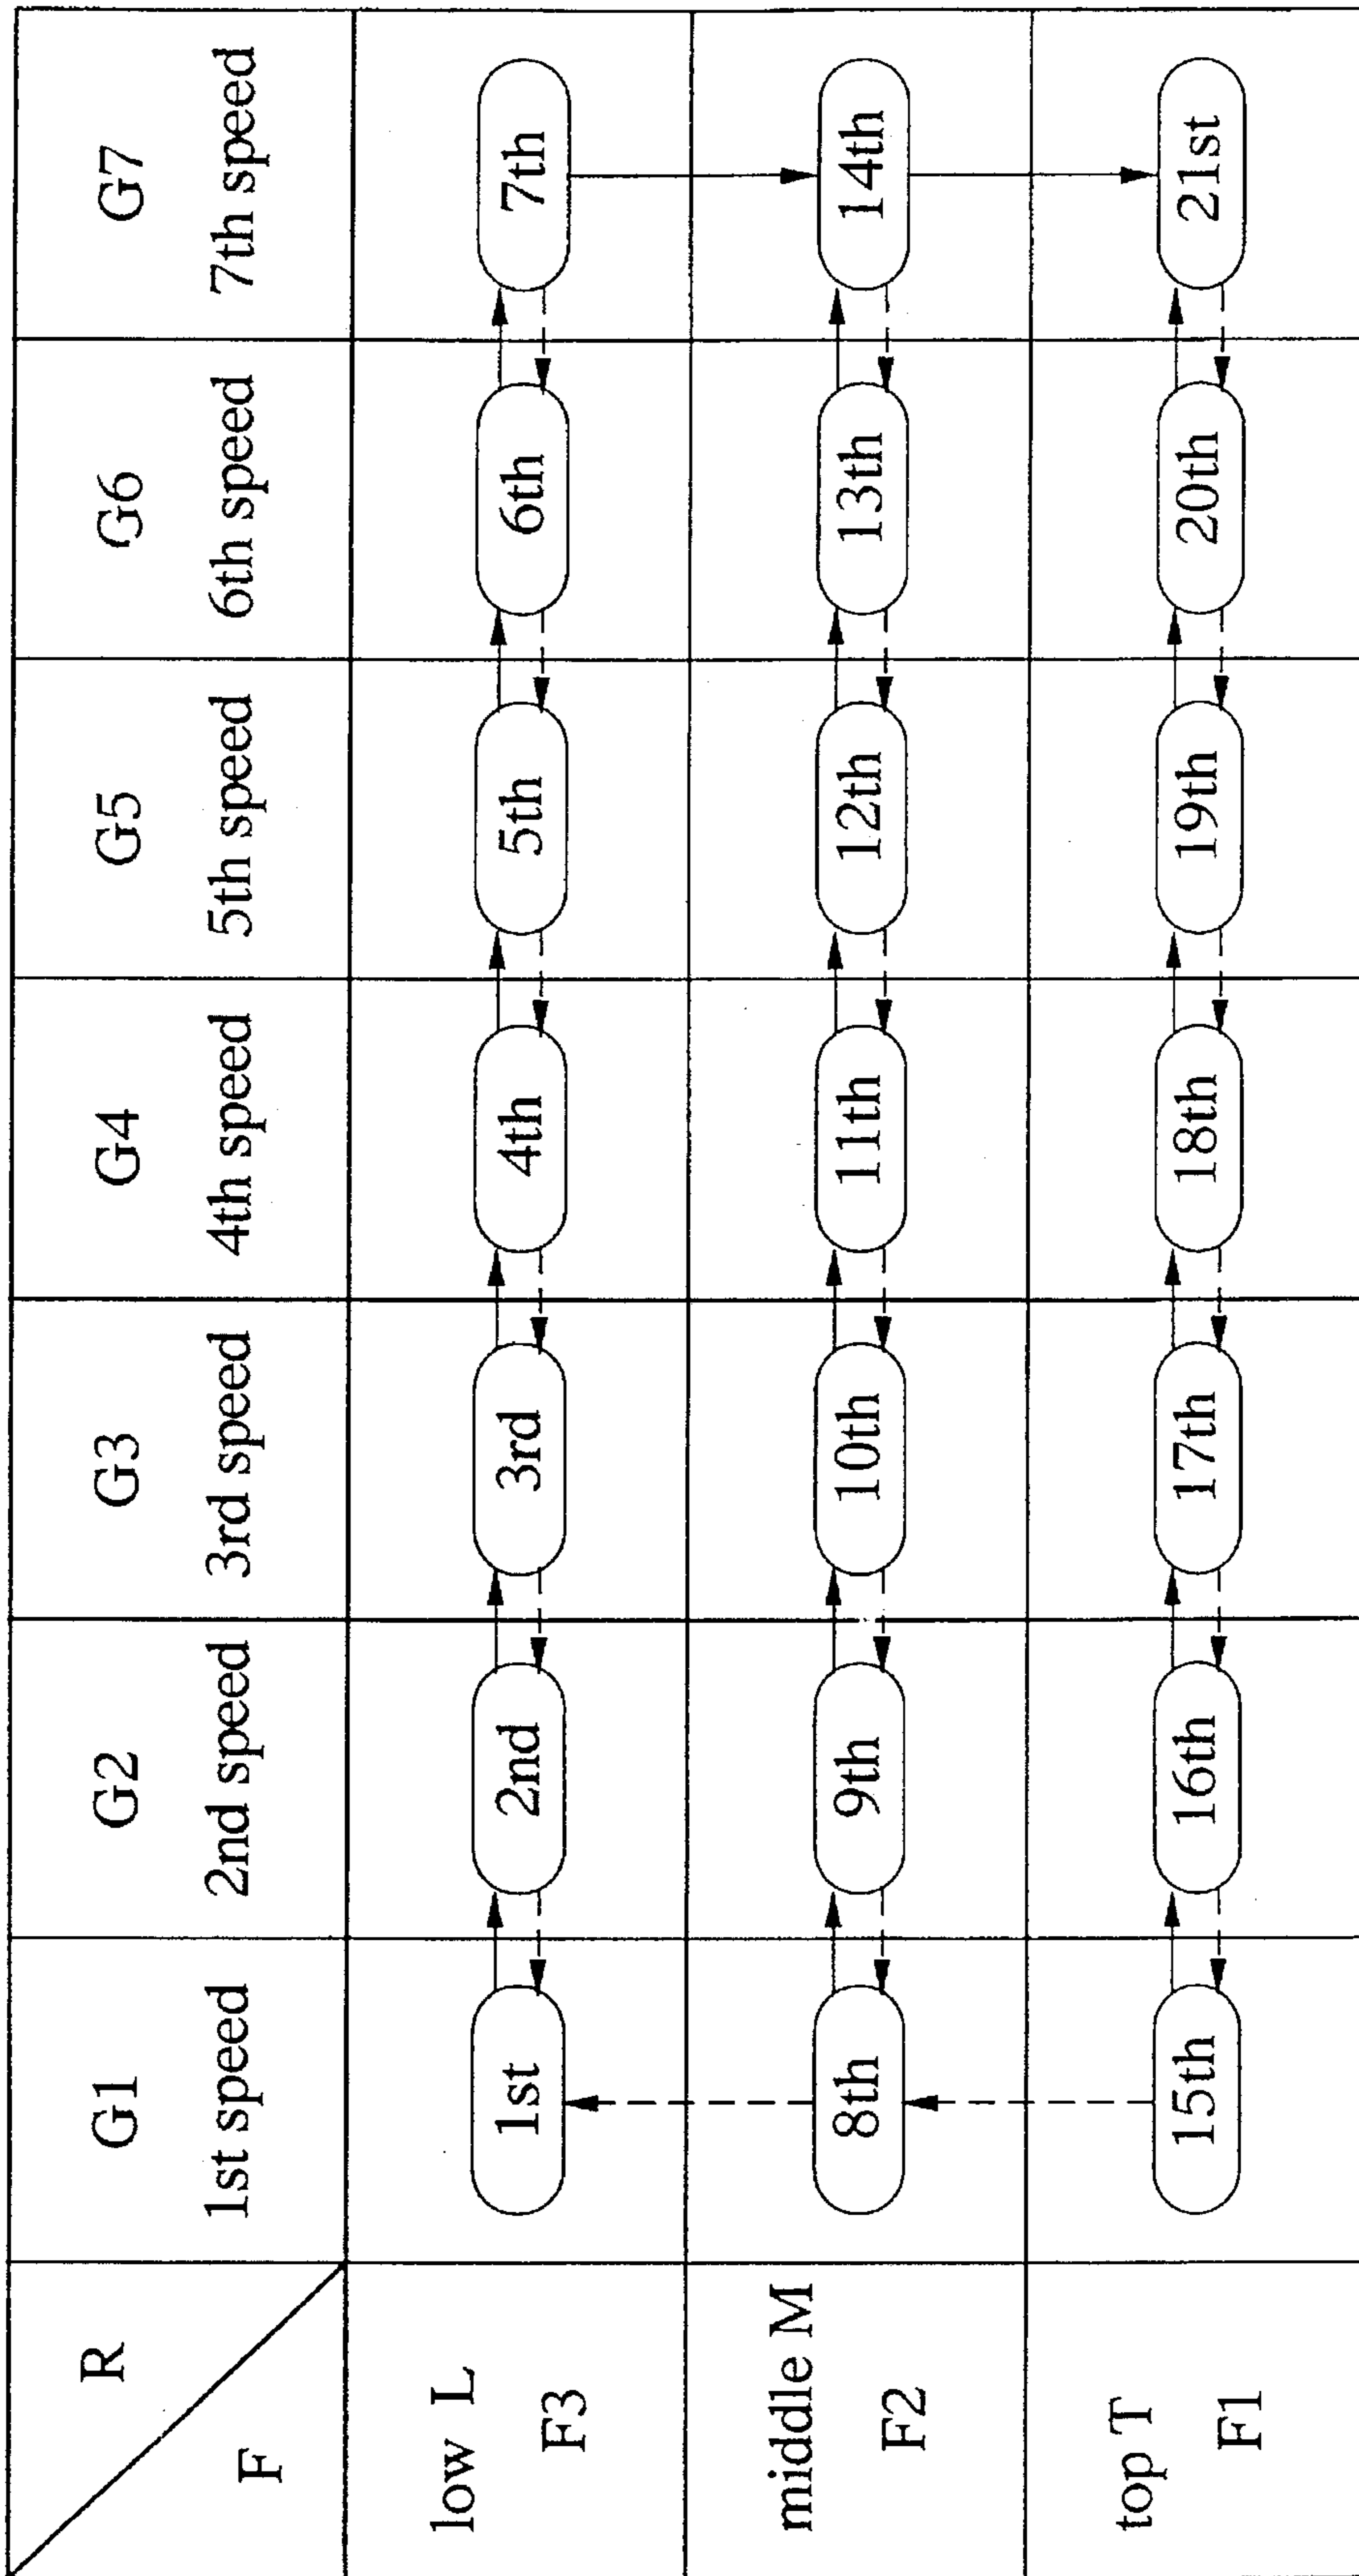 R
F
G1
1st speed
G2
2nd speed
G3
3rd speed
G4
4th speed
G5
5th speed
G6
6th speed
G7
7th speed
low L
F3
1st
2nd
3rd
4th
5th
6th
7th
middle M
F2
8th
9th
10th
11th
12th
13th
14th
top T
F1
15th
16th
17th
18th
19th
20th
21st